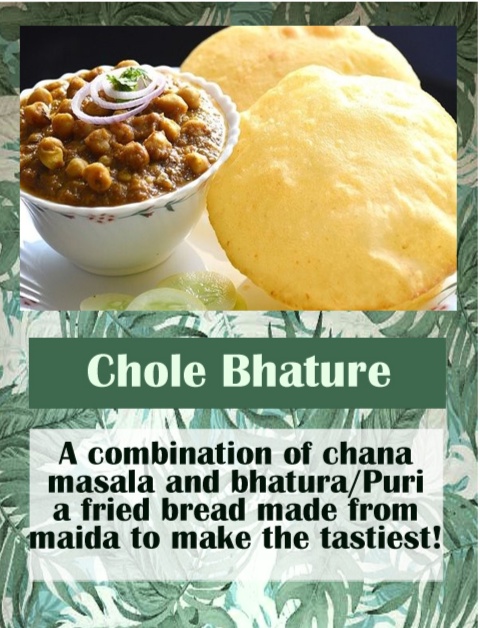 Chole Bhature
A combination of chana
masala and bhatura/Puri
a fried bread made from
maida to make the tastiest!